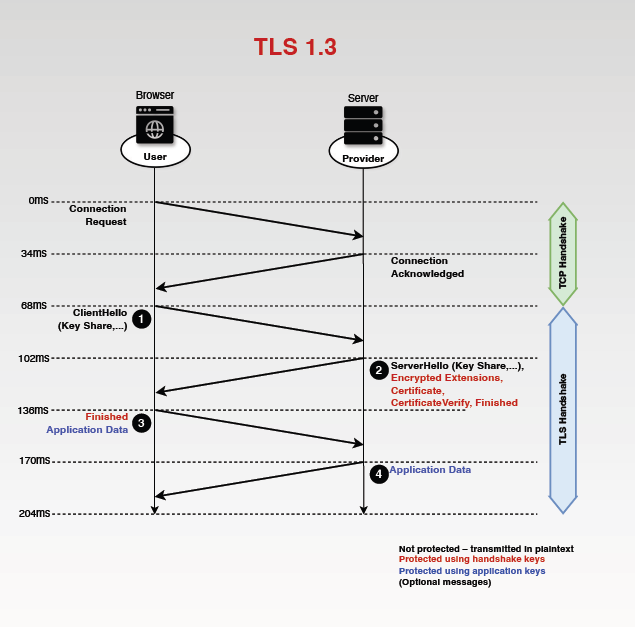 TLS 1.3
Browser
Server
User
Provider
0ms
Connection
Request
34ms
Connection
Acknowledged
TCP Handshake
68ms
ClientHello
(Key Share,...)
1
102ms
2
ServerHello (Key Share,...),
Encrypted Extensions,
Certificate,
CertificateVerify, Finished
136ms
Finished
Application Data
3
TLS Handshake
170ms
4
Application Data
204ms
Not protected – transmitted in plaintext
Protected using handshake keys
Protected using application keys
(Optional messages)